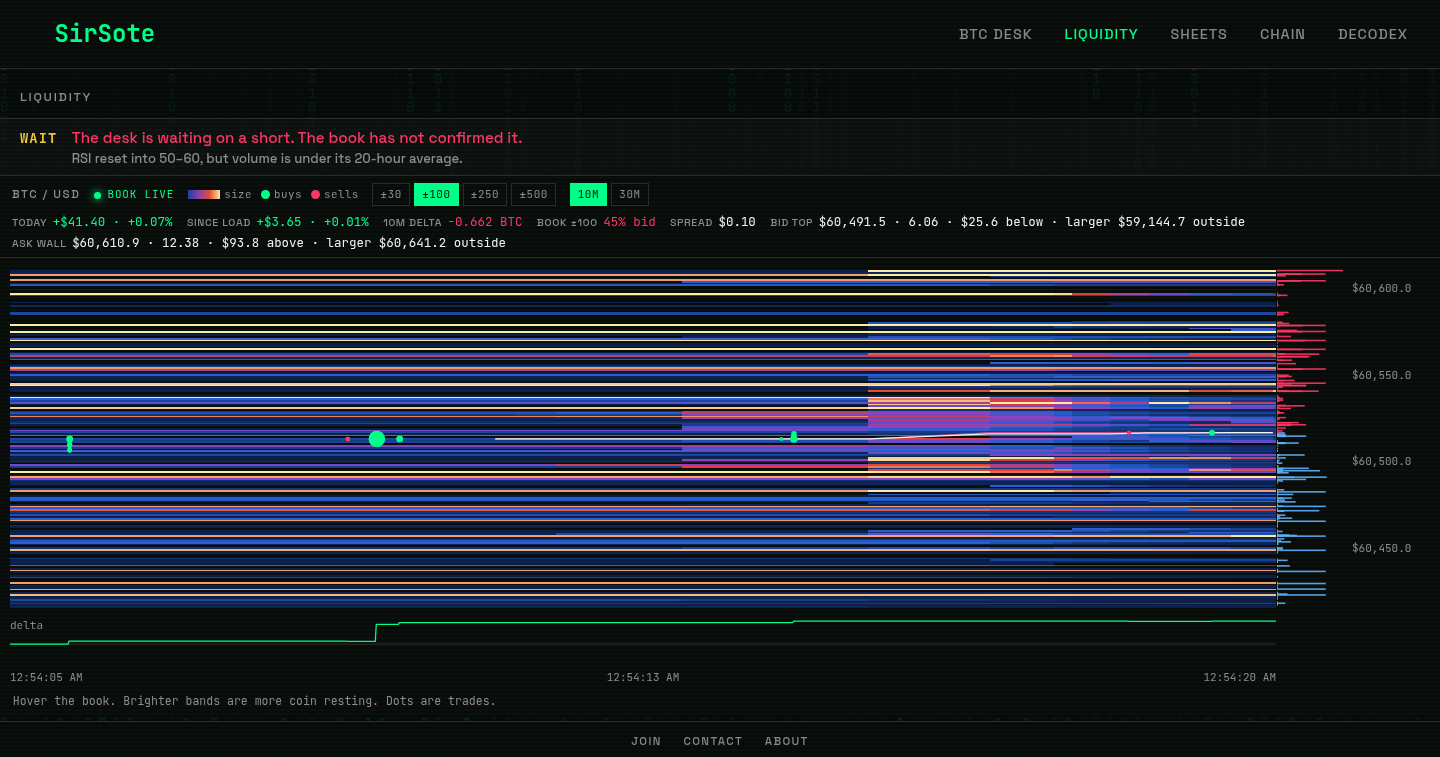 SirSote
BTC DESK LIQUIDITY SHEETS CHAIN DECODEX
LIQUIDITY
WAIT The desk is waiting on a short. The book has not confirmed it.
RSI reset into 50–60, but volume is under its 20-hour average.
BTC / USD BOOK LIVE size buys sells ±30 ±100 ±250 ±500 10M 30M
TODAY +$41.40 · +0.07% SINCE LOAD +$3.65 · +0.01% 10M DELTA -0.662 BTC BOOK ±100 45% bid SPREAD $0.10 BID TOP $60,491.5 · 6.06 · $25.6 below · larger $59,144.7 outside
ASK WALL $60,610.9 · 12.38 · $93.8 above · larger $60,641.2 outside
$60,600.0
$60,550.0
$60,500.0
$60,450.0
delta
12:54:05 AM 12:54:13 AM 12:54:20 AM
Hover the book. Brighter bands are more coin resting. Dots are trades.
JOIN CONTACT ABOUT